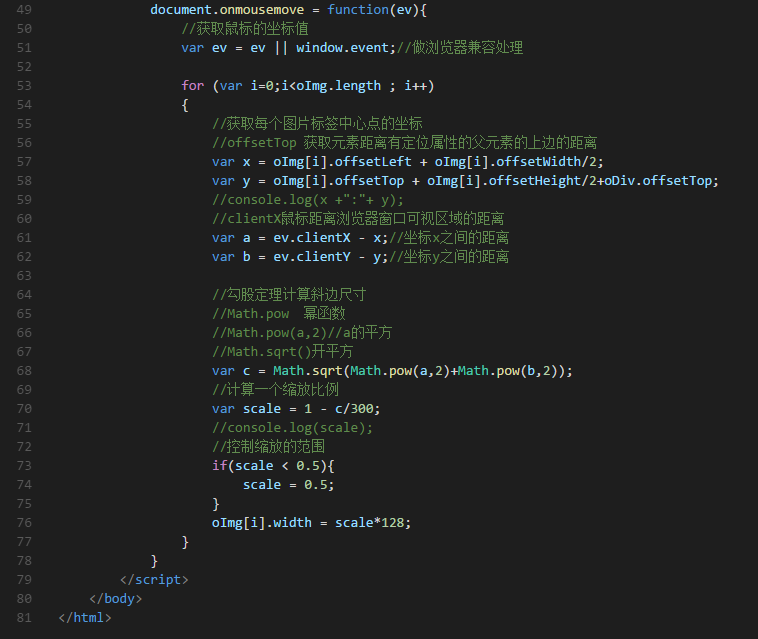 49 document.onmousemove = function(ev){
50 //获取鼠标的坐标值
51 var ev = ev || window.event;//做浏览器兼容处理
52
53 for (var i=0;i<oImg.length ; i++)
54 {
55 //获取每个图片标签中心点的坐标
56 //offsetTop 获取元素距离有定位属性的父元素的上边的距离
57 var x = oImg[i].offsetLeft + oImg[i].offsetWidth/2;
58 var y = oImg[i].offsetTop + oImg[i].offsetHeight/2+oDiv.offsetTop;
59 //console.log(x +":"+ y);
60 //clientX鼠标距离浏览器窗口可视区域的距离
61 var a = ev.clientX - x;//坐标x之间的距离
62 var b = ev.clientY - y;//坐标y之间的距离
63
64 //勾股定理计算斜边尺寸
65 //Math.pow 幂函数
66 //Math.pow(a,2)//a的平方
67 //Math.sqrt()开平方
68 var c = Math.sqrt(Math.pow(a,2)+Math.pow(b,2));
69 //计算一个缩放比例
70 var scale = 1 - c/300;
71 //console.log(scale);
72 //控制缩放的范围
73 if(scale < 0.5){
74 scale = 0.5;
75 }
76 oImg[i].width = scale*128;
77 }
78 }
79 </script>
80 </body>
81 </html>